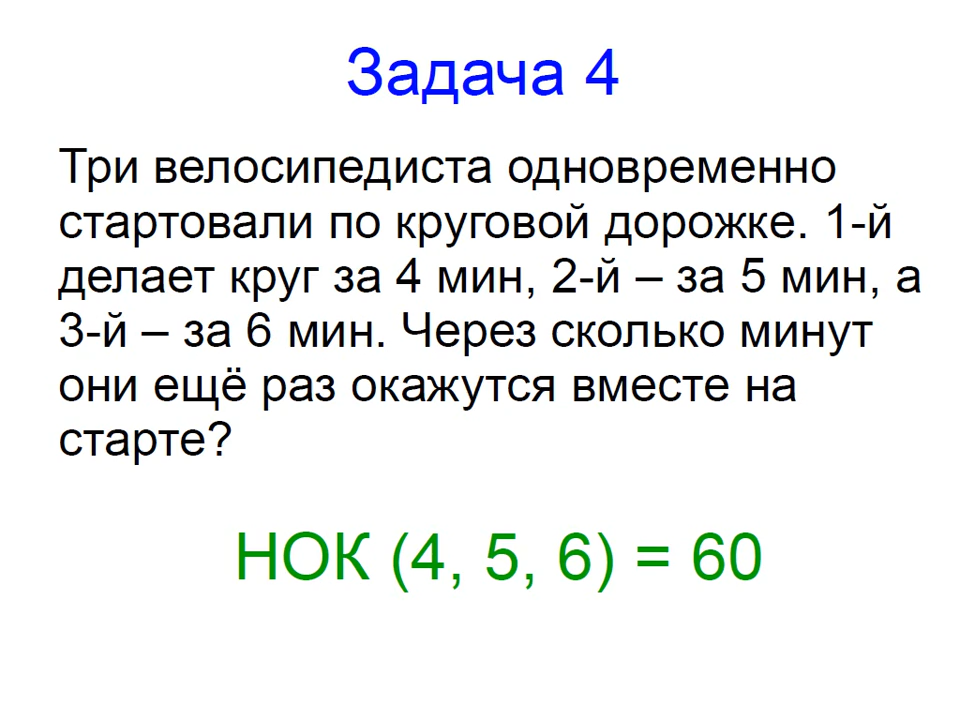 Задача 4
Три велосипедиста одновременно
стартовали по круговой дорожке. 1-й
делает круг за 4 мин, 2-й – за 5 мин, а
3-й – за 6 мин. Через сколько минут
они ещё раз окажутся вместе на
старте?
НОК (4, 5, 6) = 60